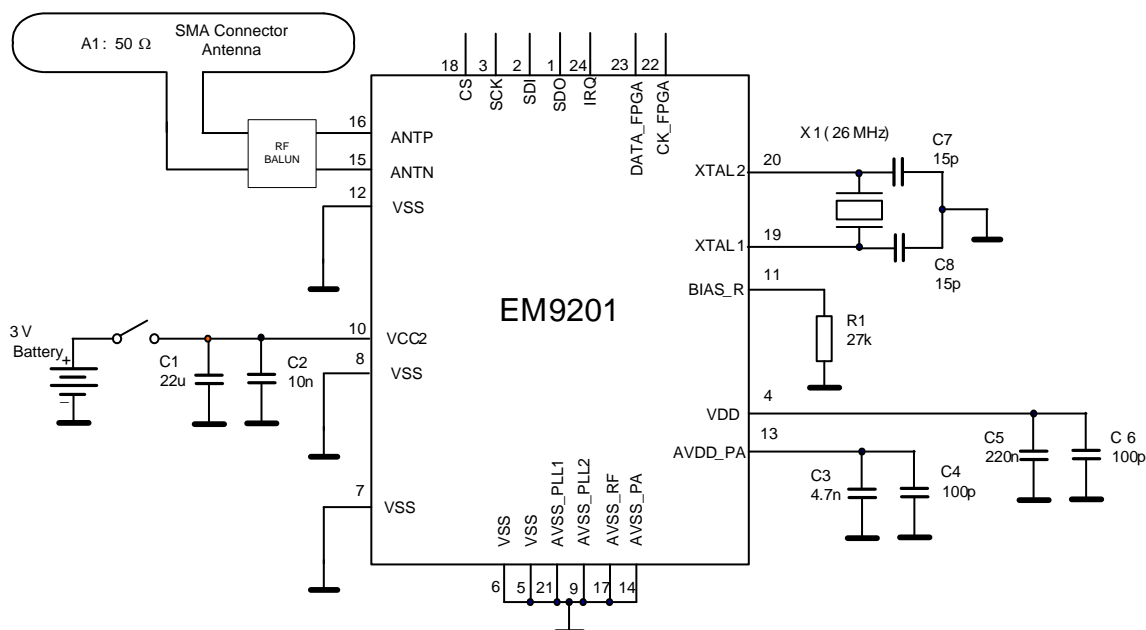 SMA Connector
Antenna
A1: 50 Ω
18 3 2 1 24 23 22
CS
SCK
SDI
SDO
IRQ
DATA_FPGA
CK_FPGA
RF
BALUN
16
ANTP
15
ANTN
12
VSS
X1 (26 MHz)
C7
15p
20
XTAL2
19
XTAL1
C8
15p
11
BIAS_R
R1
27k
EM9201
3 V
Battery
+
–
C1
22u
C2
10n
10
VCC2
8
VSS
7
VSS
4
VDD
13
AVDD_PA
C5
220n
C 6
100p
C3
4.7n
C4
100p
VSS
VSS
AVSS_PLL1
AVSS_PLL2
AVSS_RF
AVSS_PA
6 5 21 9 17 14